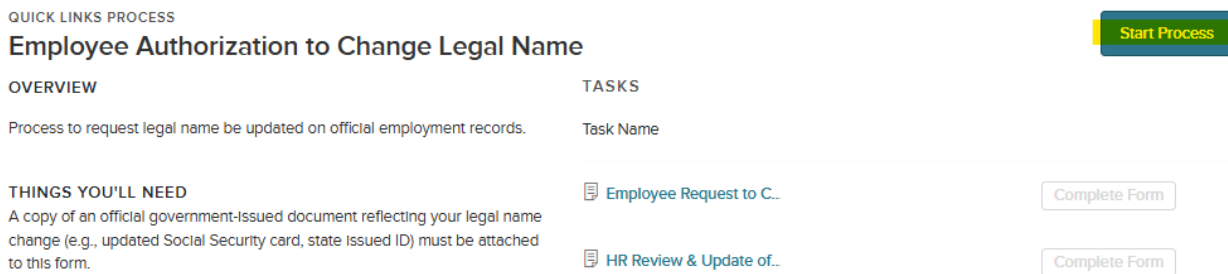 QUICK LINKS PROCESS
Employee Authorization to Change Legal Name
Start Process
OVERVIEW
Process to request legal name be updated on official employment records.
THINGS YOU'LL NEED
A copy of an official government-issued document reflecting your legal name
change (e.g., updated Social Security card, state issued ID) must be attached
to this form.
TASKS
Task Name
Employee Request to C...
Complete Form
HR Review & Update of...
Complete Form